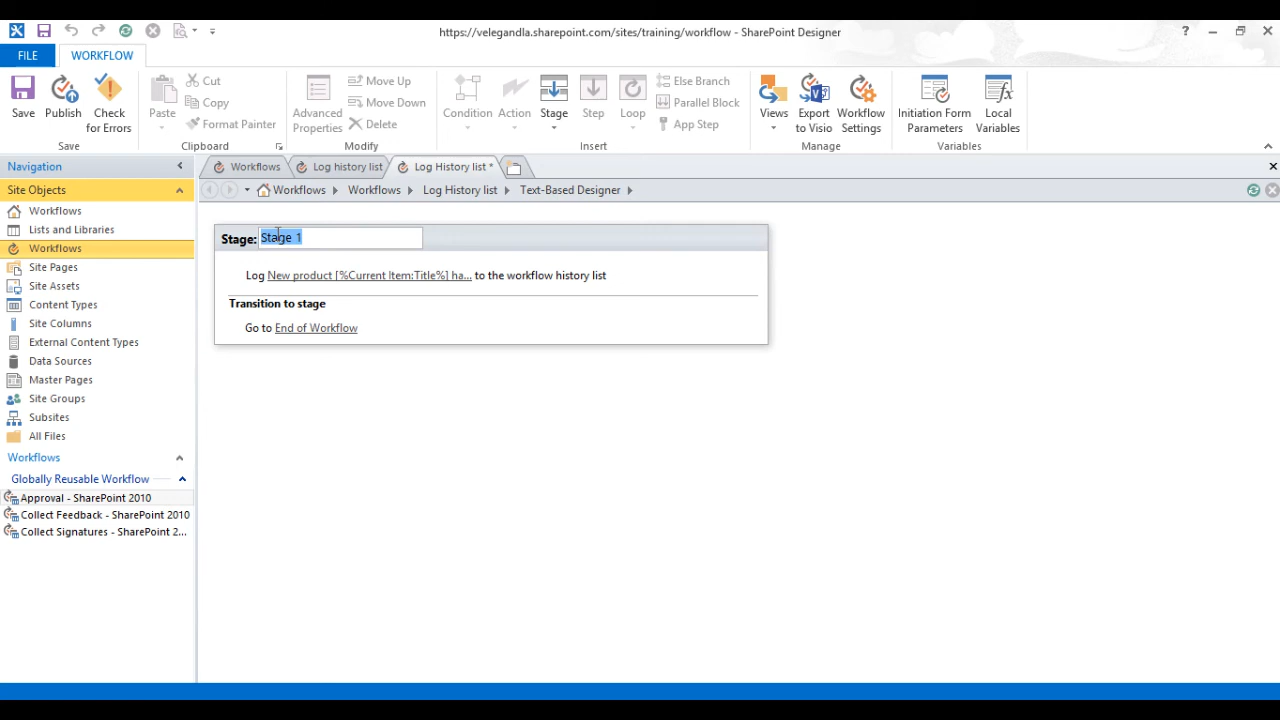 https://velegandla.sharepoint.com/sites/training/workflow - SharePoint Designer
?
FILE
WORKFLOW
Save
Publish
Check for Errors
Save
Paste
Cut
Copy
Format Painter
Clipboard
Advanced Properties
Move Up
Move Down
Delete
Modify
Condition
Action
Stage
Step
Loop
Else Branch
Parallel Block
App Step
Insert
Views
Export to Visio
Workflow Settings
Manage
Initiation Form Parameters
Local Variables
Variables
Navigation
Workflows
Log history list
Log History list *
Site Objects
Workflows
Workflows
Log History list
Text-Based Designer
Workflows
Lists and Libraries
Workflows
Site Pages
Site Assets
Content Types
Site Columns
External Content Types
Data Sources
Master Pages
Site Groups
Subsites
All Files
Workflows
Globally Reusable Workflow
Approval - SharePoint 2010
Collect Feedback - SharePoint 2010
Collect Signatures - SharePoint 2...
Stage: Stage 1
Log New product [%Current Item:Title%] ha... to the workflow history list
Transition to stage
Go to End of Workflow